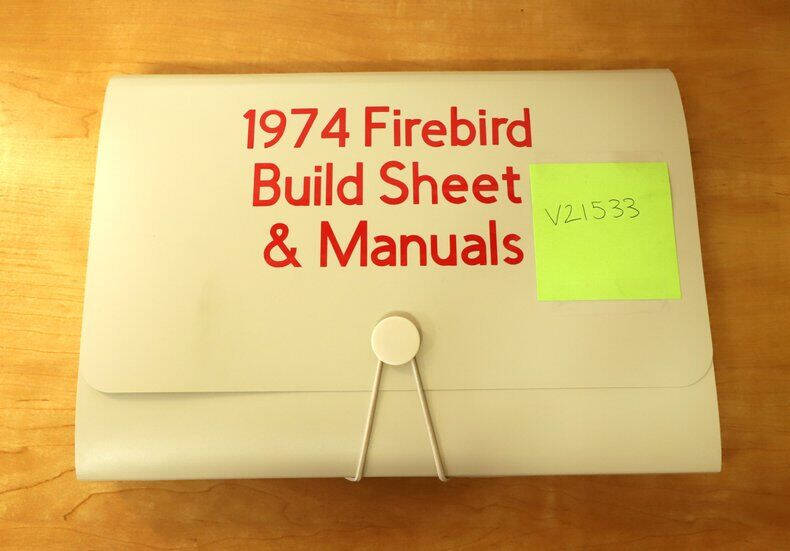 1974 Firebird
Build Sheet
& Manuals
V21533